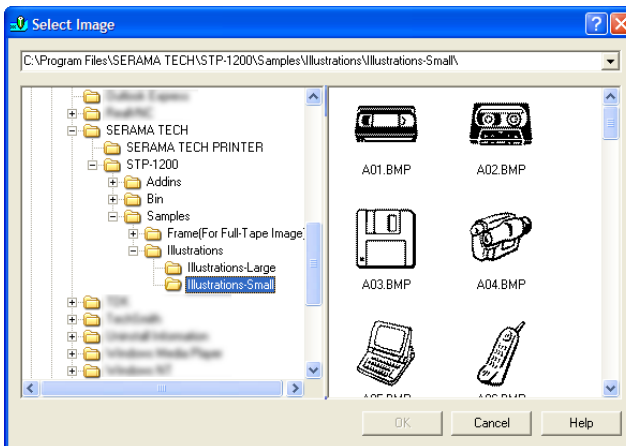 Select Image
C:\Program Files\SERAMA TECH\STP-1200\Samples\Illustrations\Illustrations-Small\
SERAMA TECH
SERAMA TECH PRINTER
STP-1200
Addins
Bin
Samples
Frame(For Full-Tape Image)
Illustrations
Illustrations-Large
Illustrations-Small
A01.BMP
A02.BMP
A03.BMP
A04.BMP
OK
Cancel
Help